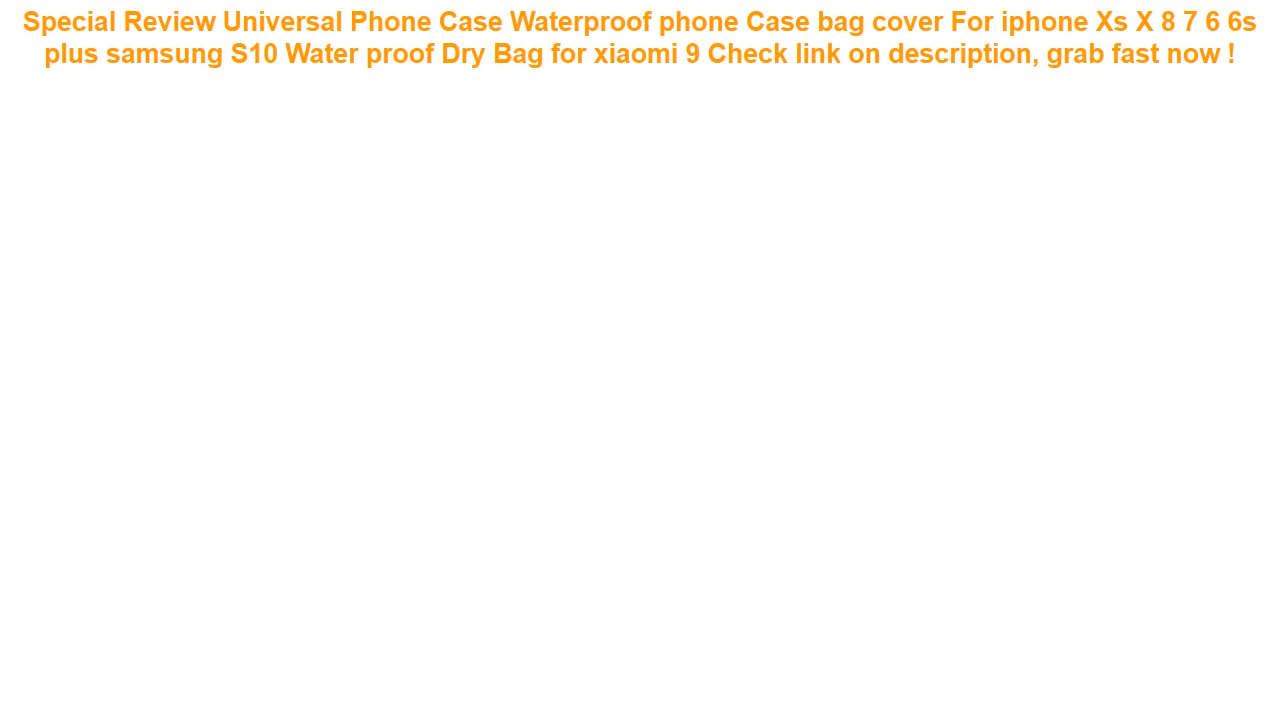 Special Review Universal Phone Case Waterproof phone Case bag cover For iphone Xs X 8 7 6 6s
plus samsung S10 Water proof Dry Bag for xiaomi 9 Check link on description, grab fast now !